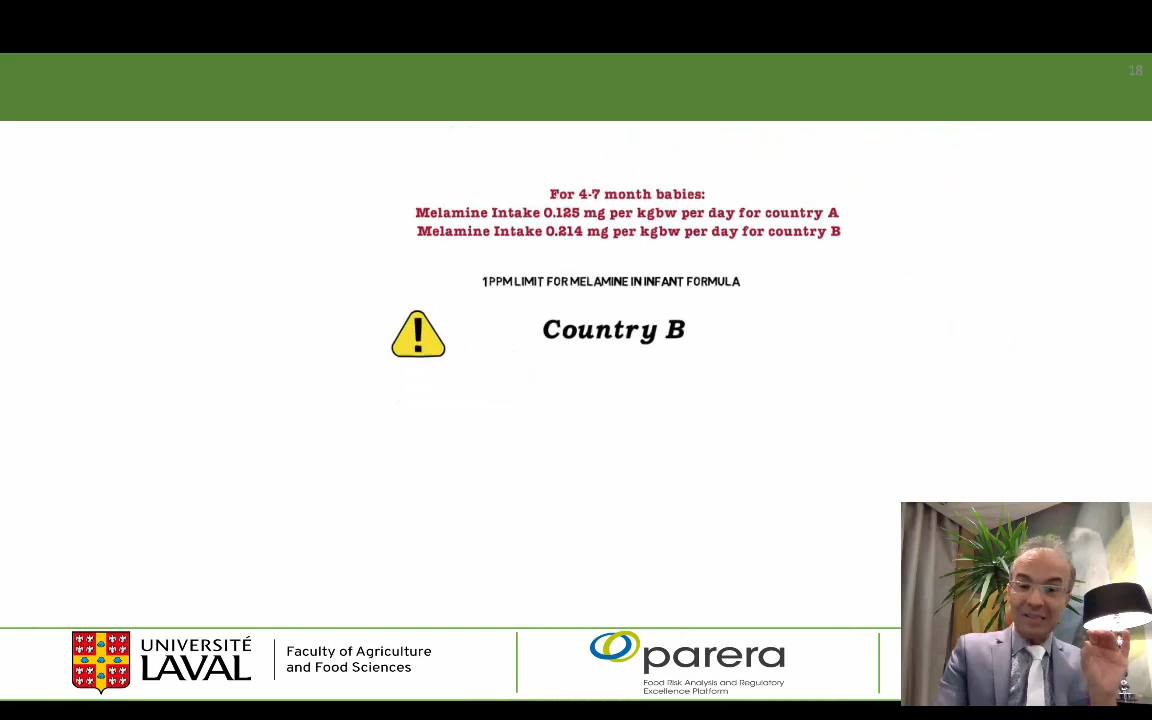 18
For 4-7 month babies:
Melamine Intake 0.125 mg per kgbw per day for country A
Melamine Intake 0.214 mg per kgbw per day for country B
1 PPM LIMIT FOR MELAMINE IN INFANT FORMULA
!
Country B
UNIVERSITÉ
LAVAL
Faculty of Agriculture
and Food Sciences
parera
Food Risk Analysis and Regulatory
Excellence Platform